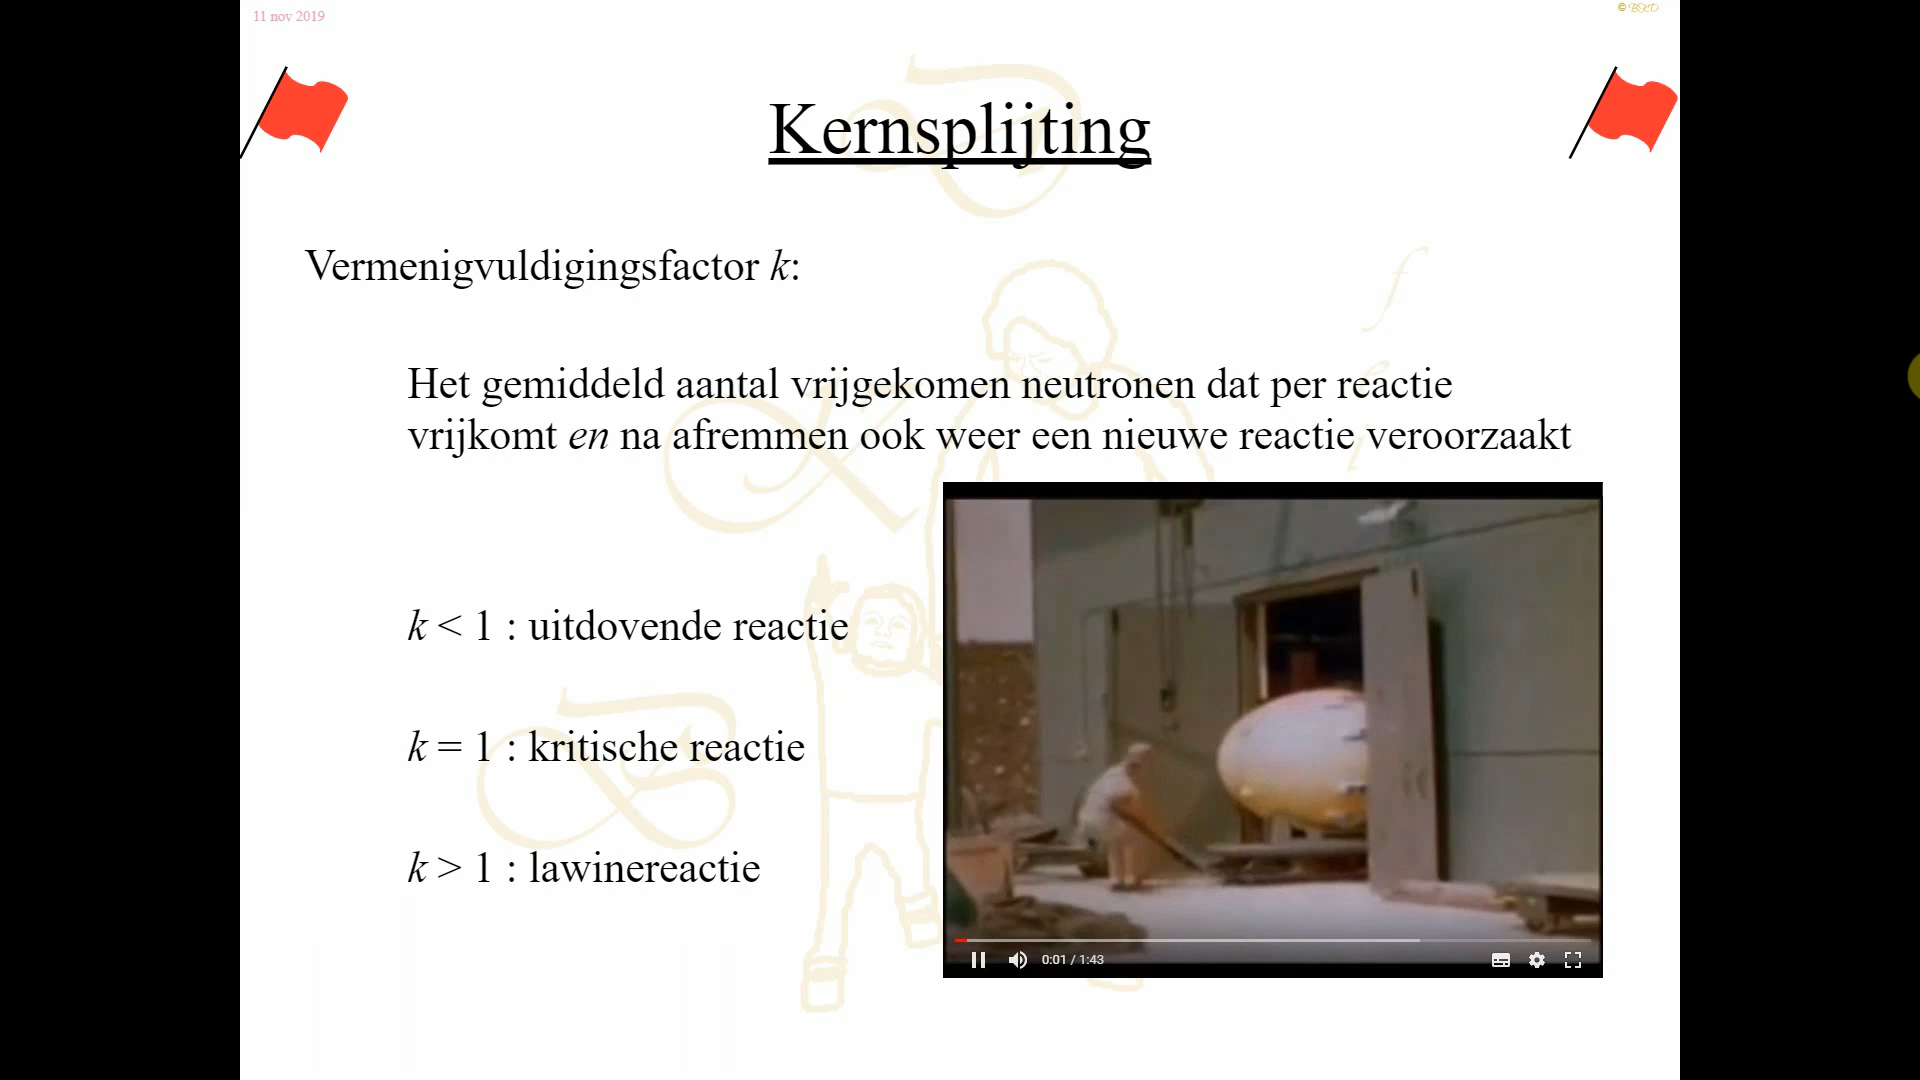 11 nov 2019
© BKD
Kernsplijting
Vermenigvuldigingsfactor k:
Het gemiddeld aantal vrijgekomen neutronen dat per reactie
vrijkomt en na afremmen ook weer een nieuwe reactie veroorzaakt
k < 1 : uitdovende reactie
k = 1 : kritische reactie
k > 1 : lawinereactie
0:01 / 1:43